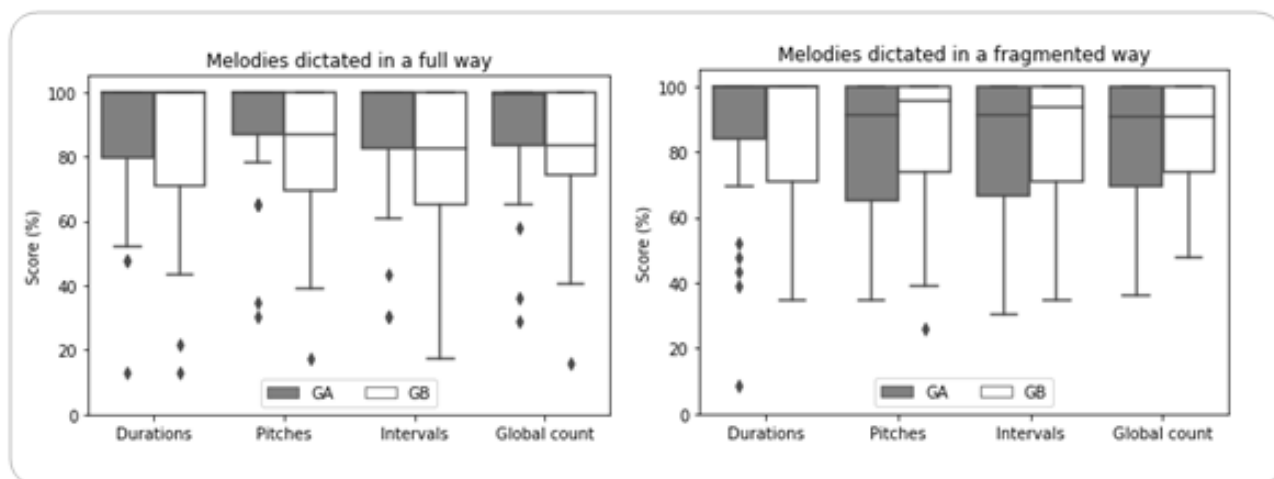 Melodies dictated in a full way
100
80
60
40
20
0
Score (%)
GA GB
Durations Pitches Intervals Global count
Melodies dictated in a fragmented way
100
80
60
40
20
0
Score (%)
GA GB
Durations Pitches Intervals Global count